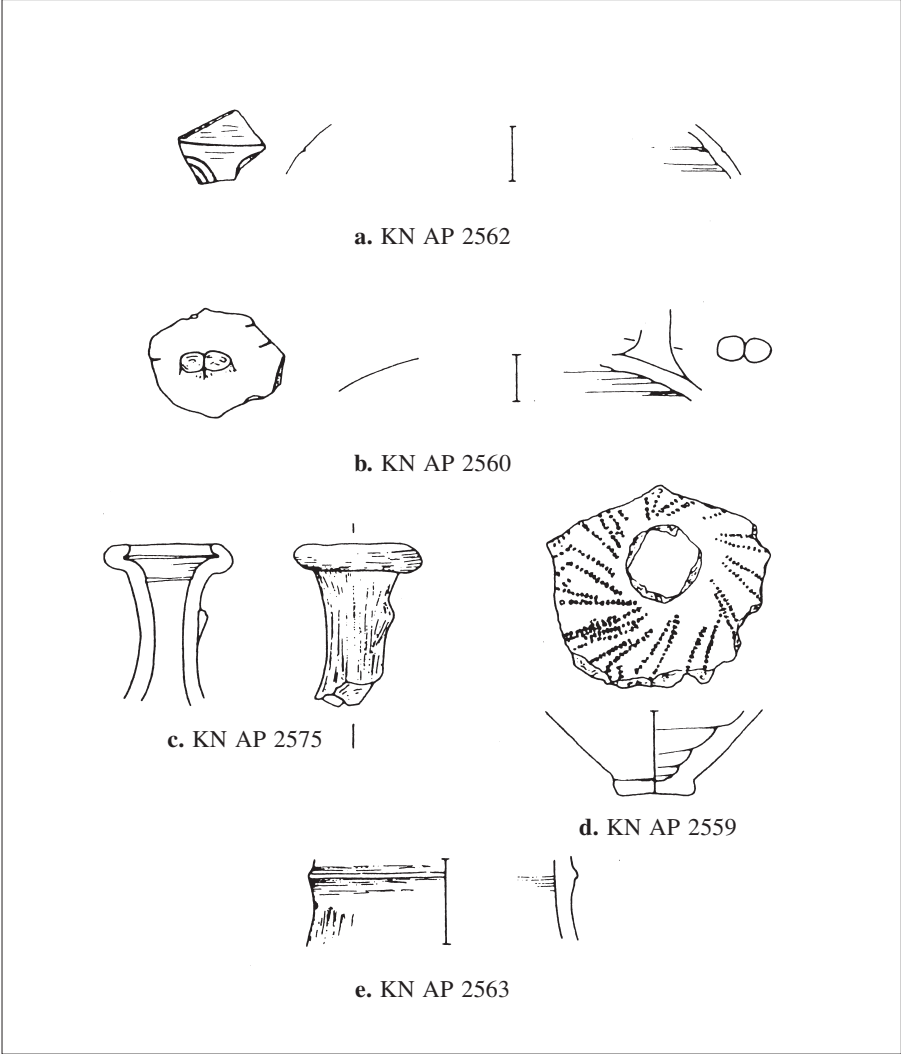 a. KN AP 2562
b. KN AP 2560
c. KN AP 2575
d. KN AP 2559
e. KN AP 2563